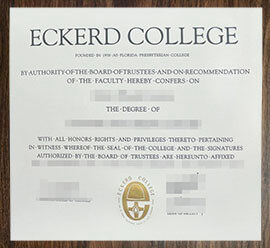 ECKERD COLLEGE
FOUNDED IN 1958 AS FLORIDA PRESBYTERIAN COLLEGE
BY AUTHORITY OF THE BOARD OF TRUSTEES AND ON RECOMMENDATION
OF THE FACULTY HEREBY CONFERS ON
THE DEGREE OF
WITH ALL HONORS RIGHTS AND PRIVILEGES THERETO PERTAINING
IN WITNESS WHEREOF THE SEAL OF THE COLLEGE AND THE SIGNATURES
AUTHORIZED BY THE BOARD OF TRUSTEES ARE HEREUNTO AFFIXED
ECKERD COLLEGE